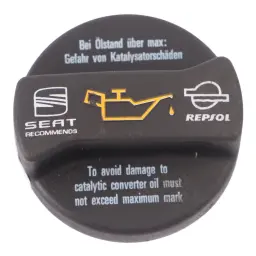 Bei Ölstand über max:
Gefahr von Katalysatorschäden
SEAT
RECOMMENDS
REPSOL
To avoid damage to
catalytic converter oil must
not exceed maximum mark